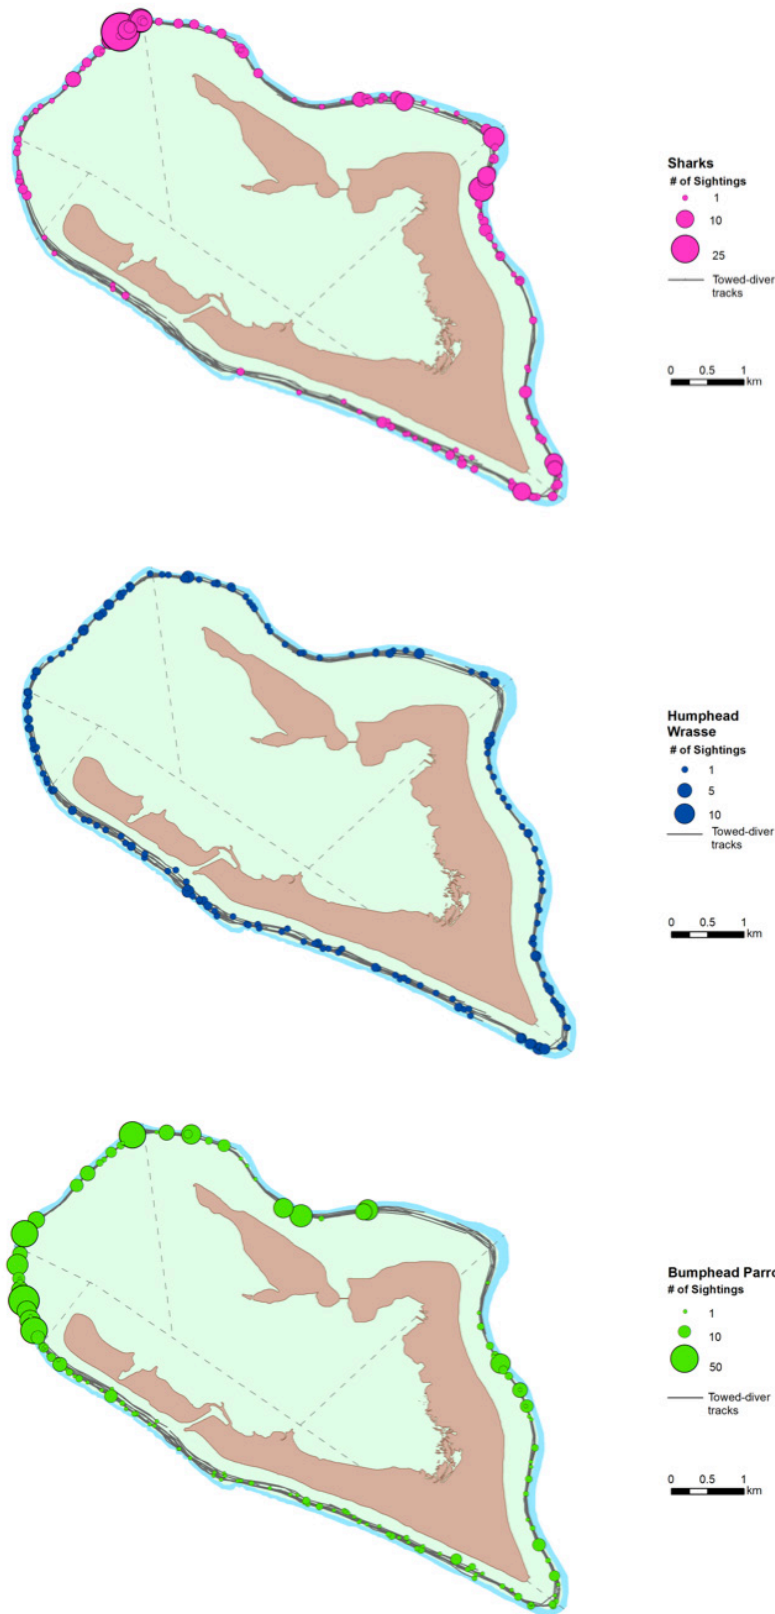 Sharks
# of Sightings
1
10
25
Towed-diver
tracks
0 0.5 1
km
Humphead
Wrasse
# of Sightings
1
5
10
Towed-diver
tracks
0 0.5 1
km
Bumphead Parro
# of Sightings
1
10
50
Towed-diver
tracks
0 0.5 1
km